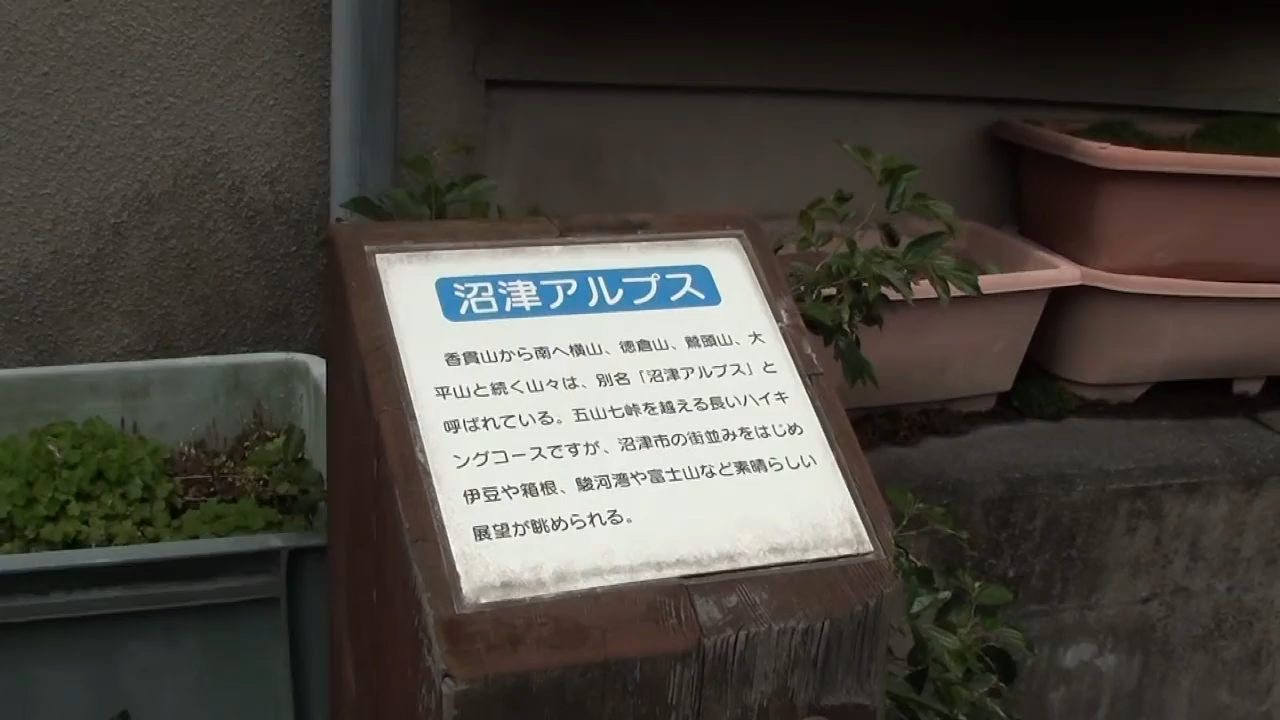 沼津アルプス
香貫山から南へ横山、徳倉山、鷲頭山、大
平山と続く山々は、別名「沼津アルプス」と
呼ばれている。五山七峠を越える長いハイキ
ングコースですが、沼津市の街並みをはじめ
伊豆や箱根、駿河湾や富士山など素晴らしい
展望が眺められる。